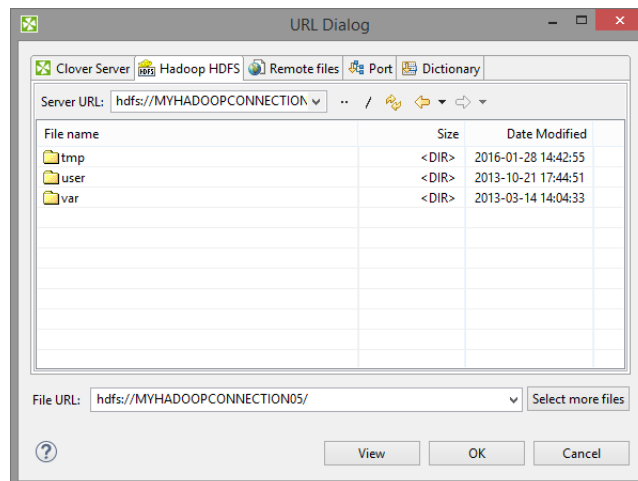 URL Dialog
Clover Server Hadoop HDFS Remote files Port Dictionary
Server URL: hdfs://MYHADOOPCONNECTION .. /
File name Size Date Modified
tmp <DIR> 2016-01-28 14:42:55
user <DIR> 2013-10-21 17:44:51
var <DIR> 2013-03-14 14:04:33
File URL: hdfs://MYHADOOPCONNECTION05/ Select more files
? View OK Cancel